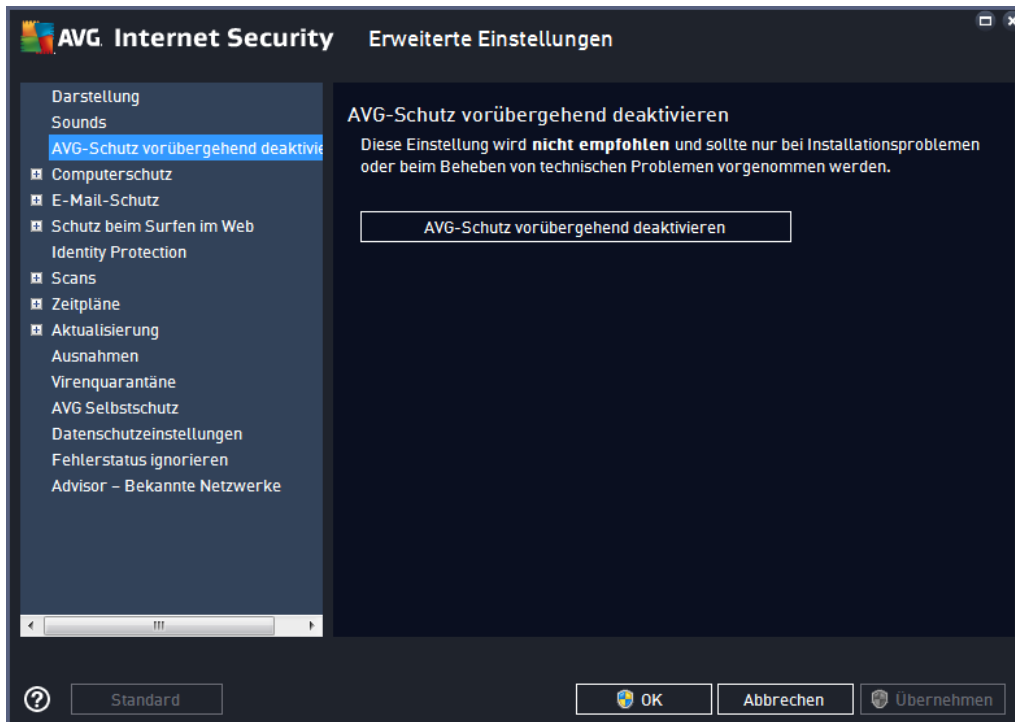 AVG Internet Security Erweiterte Einstellungen
Darstellung
Sounds
AVG-Schutz vorübergehend deaktivie
Computerschutz
E-Mail-Schutz
Schutz beim Surfen im Web
Identity Protection
Scans
Zeitpläne
Aktualisierung
Ausnahmen
Virenquarantäne
AVG Selbstschutz
Datenschutzeinstellungen
Fehlerstatus ignorieren
Advisor – Bekannte Netzwerke
AVG-Schutz vorübergehend deaktivieren
Diese Einstellung wird nicht empfohlen und sollte nur bei Installationsproblemen
oder beim Beheben von technischen Problemen vorgenommen werden.
AVG-Schutz vorübergehend deaktivieren
Standard
OK
Abbrechen
Übernehmen